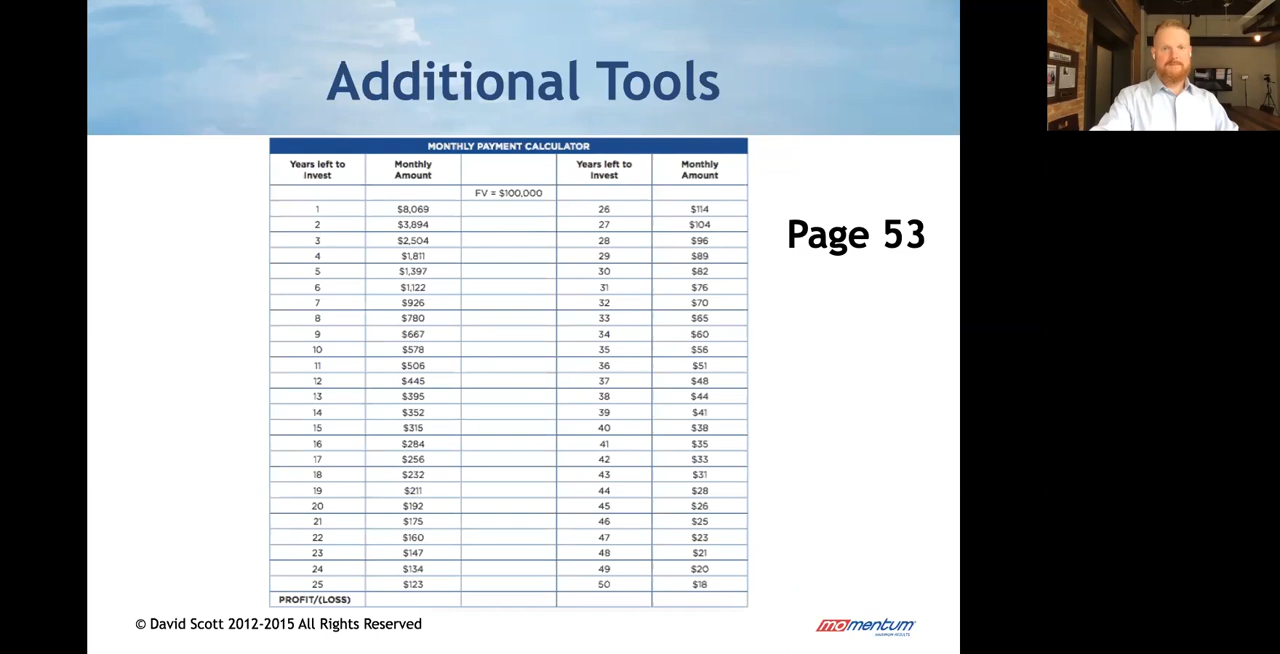 Additional Tools
MONTHLY PAYMENT CALCULATOR
Years left to Invest Monthly Amount Years left to Invest Monthly Amount
FV = $100,000
1 $8,069 26 $114
2 $3,894 27 $104
3 $2,504 28 $96
4 $1,811 29 $89
5 $1,397 30 $82
6 $1,122 31 $76
7 $926 32 $70
8 $780 33 $65
9 $667 34 $60
10 $578 35 $56
11 $506 36 $51
12 $445 37 $48
13 $395 38 $44
14 $352 39 $41
15 $315 40 $38
16 $284 41 $35
17 $256 42 $33
18 $232 43 $31
19 $211 44 $28
20 $192 45 $26
21 $175 46 $25
22 $160 47 $23
23 $147 48 $21
24 $134 49 $20
25 $123 50 $18
PROFIT/(LOSS)
Page 53
© David Scott 2012-2015 All Rights Reserved
momentum
MAXIMUM RESULTS